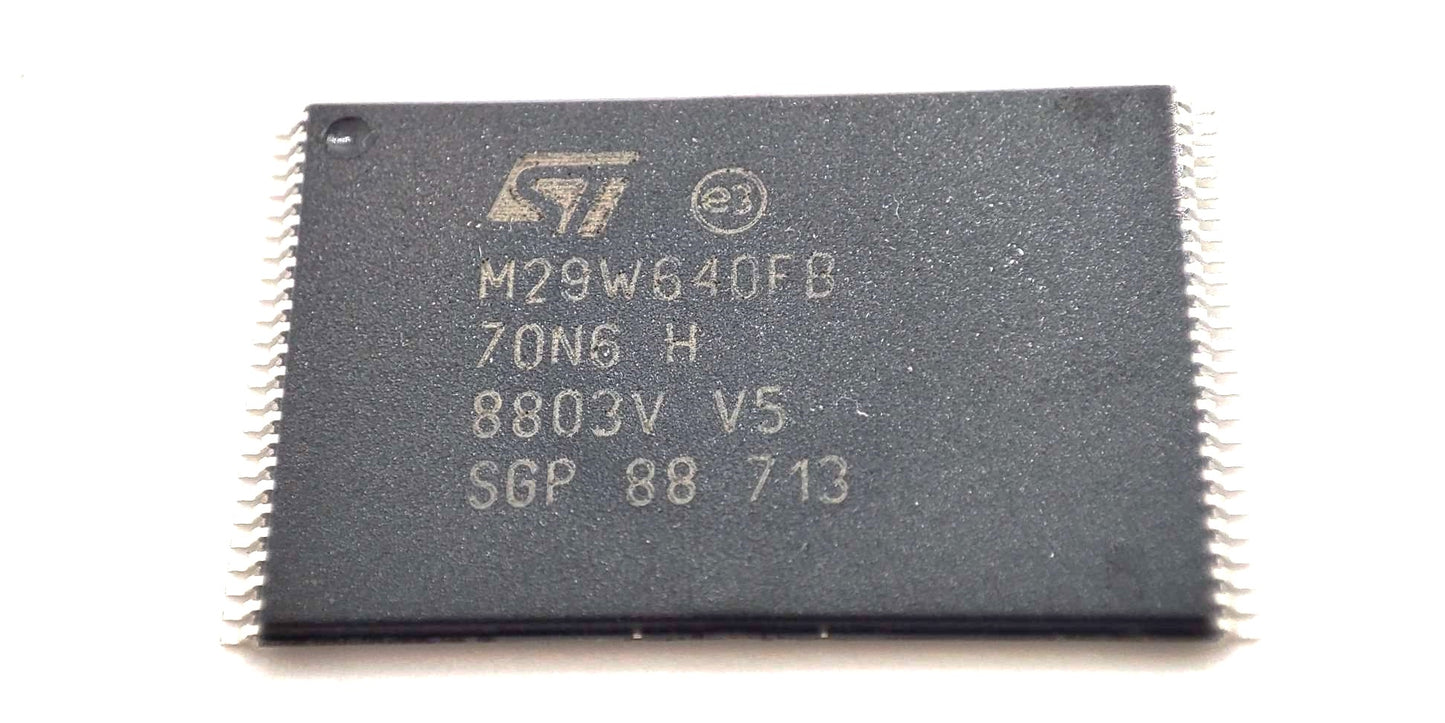 ST e3
M29W640FB
70N6 H
8803V V5
SGP 88 713